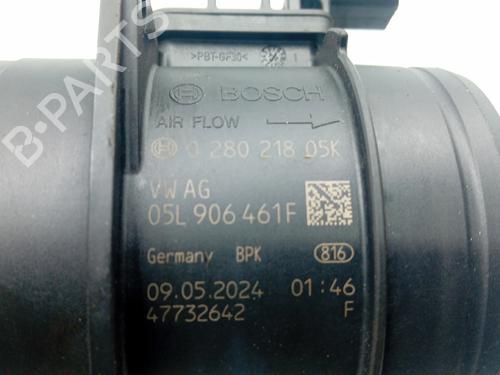 >PBT-GF30< 1
BOSCH
AIR FLOW
0 280 218 05K
VW AG
05L 906 461F
Germany BPK 816
09.05.2024 01:46
47732642 F